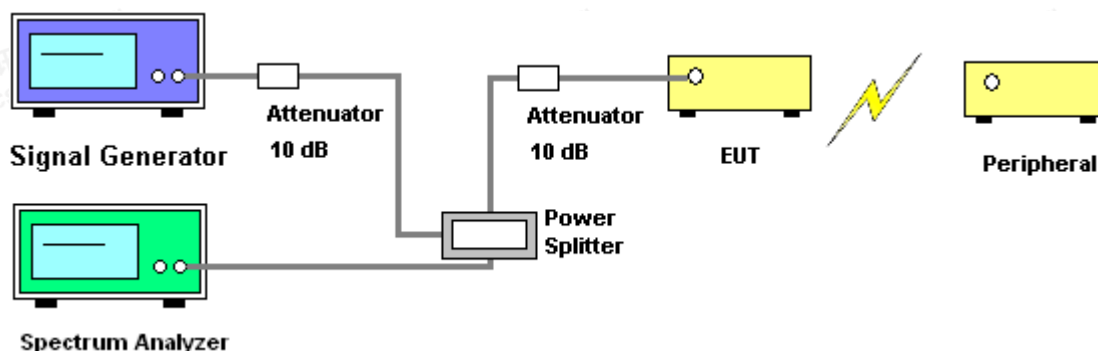 Attenuator
10 dB
Signal Generator
Attenuator
10 dB
EUT
Peripheral
Power
Splitter
Spectrum Analyzer